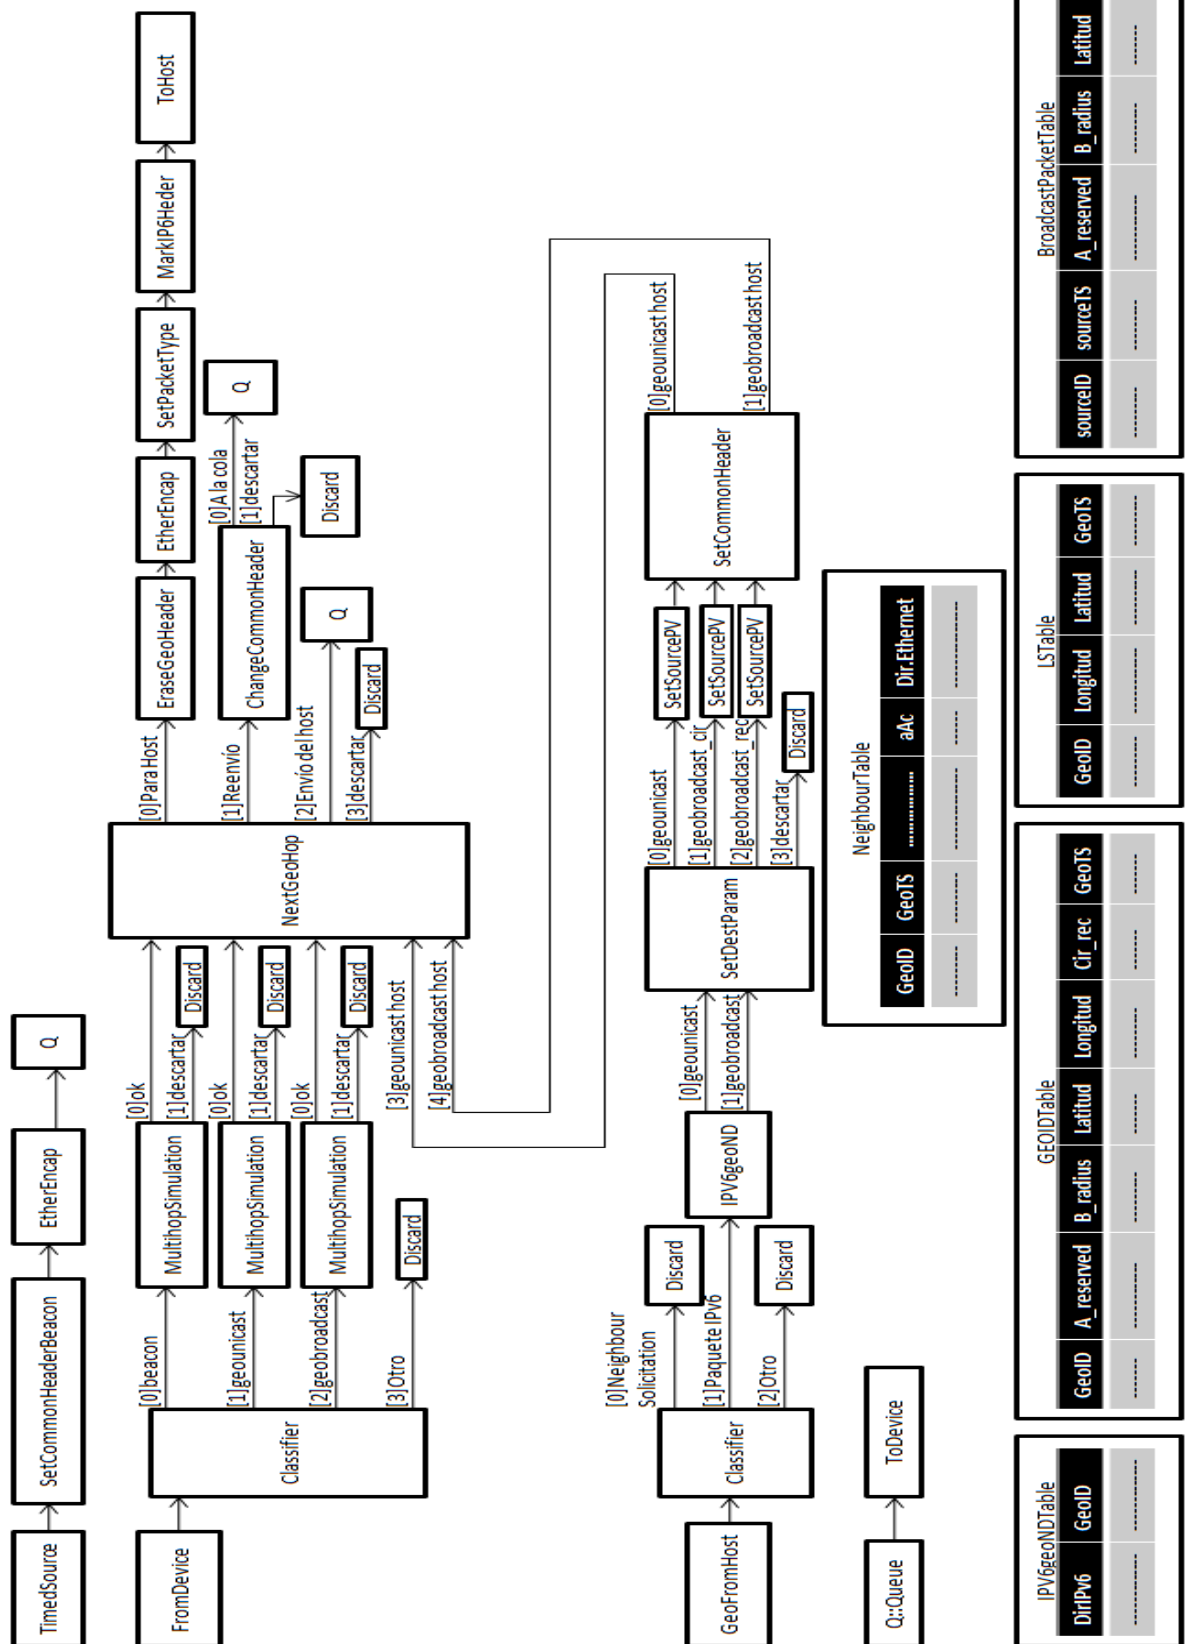 TimedSource
SetCommonHeaderBeacon
EtherEncap
Q
FromDevice
Classifier
[0]beacon
[1]geounicast
[2]geobroadcast
[3]Otro
MultihopSimulation
MultihopSimulation
MultihopSimulation
Discard
[0]ok
[1]descartar
[0]ok
[1]descartar
[0]ok
[1]descartar
Discard
Discard
Discard
[3]geounicast host
[4]geobroadcast host
NextGeoHop
[0]Para Host
[1]Reenvío
[2]Envío del host
[3]descartar
EraseGeoHeader
EtherEncap
SetPacketType
MarkIP6Heder
ToHost
ChangeCommonHeader
[0]A la cola
[1]descartar
Q
Discard
Q
Discard
GeoFromHost
Classifier
[0]Neighbour
Solicitation
[1]Paquete IPv6
[2]Otro
Discard
Discard
IPV6geoND
[0]geounicast
[1]geobroadcast
SetDestParam
[0]geounicast
[1]geobroadcast_cir
[2]geobroadcast_rec
[3]descartar
SetSourcePV
SetSourcePV
SetSourcePV
Discard
SetCommonHeader
[0]geounicast host
[1]geobroadcast host
Q::Queue
ToDevice
NeighbourTable
GeoID GeoTS ................... aAc Dir.Ethernet
IPV6geoNDTable
DirIPv6 GeoID
GEOIDTable
GeoID A_reserved B_radius Latitud Longitud Cir_rec GeoTS
LSTable
GeoID Longitud Latitud GeoTS
BroadcastPacketTable
sourceID sourceTS A_reserved B_radius Latitud